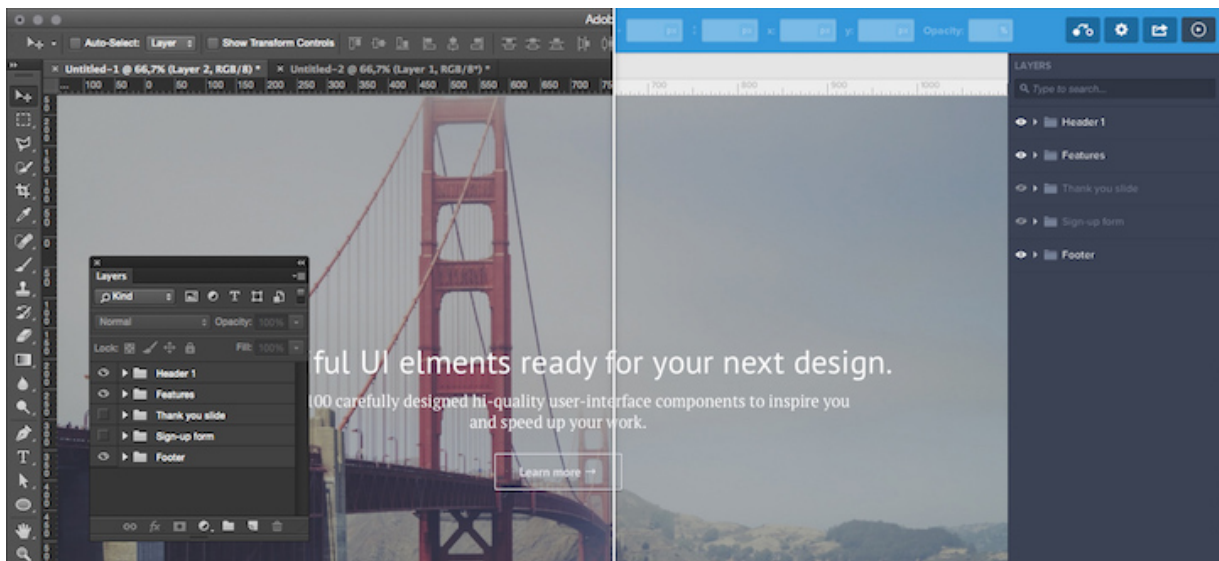 Adob
Auto-Select: Layer Show Transform Controls
px : px x: px y: px Opacity: %
× Untitled-1 @ 66,7% (Layer 2, RGB/8) * × Untitled-2 @ 66,7% (Layer 1, RGB/8*) *
... 100 50 0 50 100 150 200 250 300 350 400 450 500 550 600 650 700 75
700 800 900 1000
LAYERS
Type to search...
Header 1
Features
Thank you slide
Sign-up form
Footer
Layers
Kind
Normal Opacity: 100%
Lock: Fill: 100%
Header 1
Features
Thank you slide
Sign-up form
Footer
ful UI elments ready for your next design.
100 carefully designed hi-quality user-interface components to inspire you
and speed up your work.
Learn more →